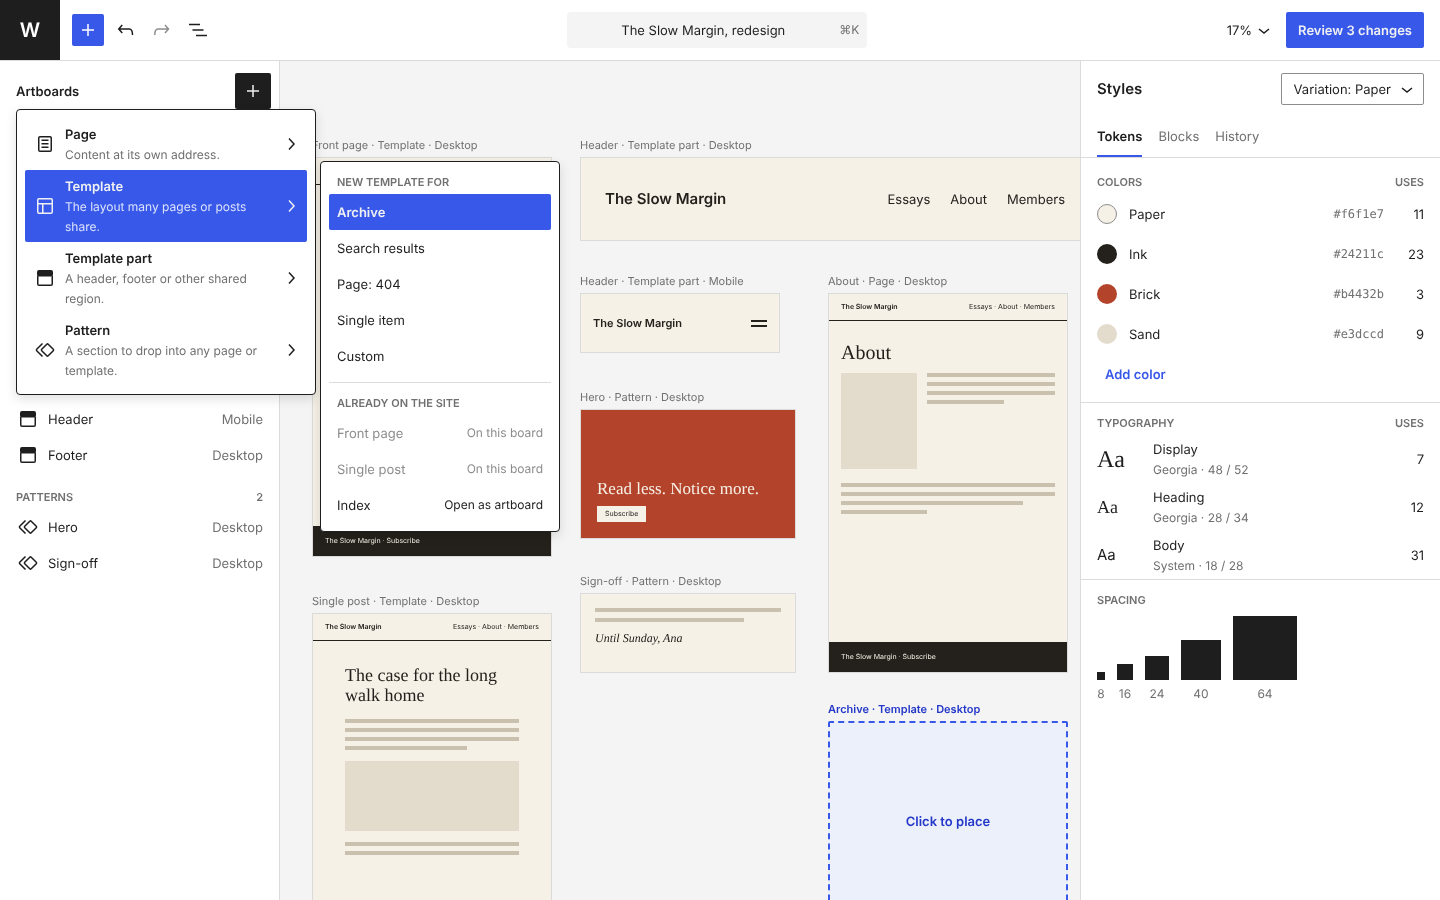 W
The Slow Margin, redesign
⌘K
17%
Review 3 changes
Artboards
Page
Content at its own address.
Template
The layout many pages or posts
share.
Template part
A header, footer or other shared
region.
Pattern
A section to drop into any page or
template.
Header
Mobile
Footer
Desktop
PATTERNS
2
Hero
Desktop
Sign-off
Desktop
NEW TEMPLATE FOR
Archive
Search results
Page: 404
Single item
Custom
ALREADY ON THE SITE
Front page
On this board
Single post
On this board
Index
Open as artboard
Front page · Template · Desktop
The Slow Margin · Subscribe
Single post · Template · Desktop
The Slow Margin
Essays · About · Members
The case for the long
walk home
Header · Template part · Desktop
The Slow Margin
Essays
About
Members
Header · Template part · Mobile
The Slow Margin
Hero · Pattern · Desktop
Read less. Notice more.
Subscribe
Sign-off · Pattern · Desktop
Until Sunday, Ana
About · Page · Desktop
The Slow Margin
Essays · About · Members
About
The Slow Margin · Subscribe
Archive · Template · Desktop
Click to place
Styles
Variation: Paper
Tokens
Blocks
History
COLORS
USES
Paper
#f6f1e7
11
Ink
#24211c
23
Brick
#b4432b
3
Sand
#e3dccd
9
Add color
TYPOGRAPHY
USES
Aa
Display
Georgia · 48 / 52
7
Aa
Heading
Georgia · 28 / 34
12
Aa
Body
System · 18 / 28
31
SPACING
8
16
24
40
64